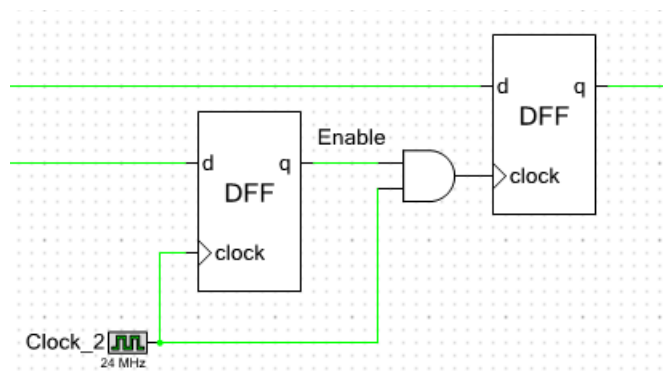 d q
DFF
clock
Enable
d q
DFF
clock
Clock_2
24 MHz